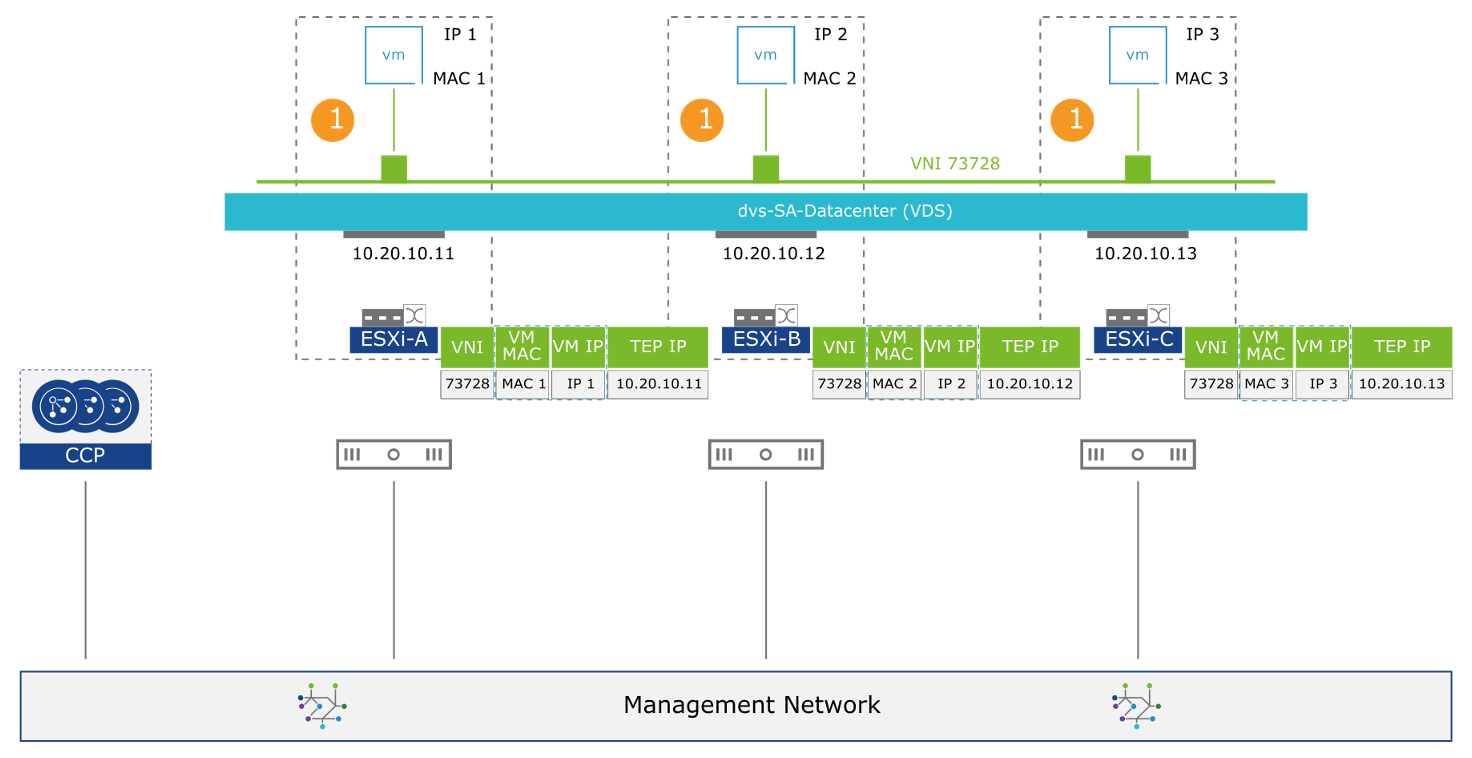 IP 1
IP 2
IP 3
vm
vm
vm
MAC 1
MAC 2
MAC 3
1
1
1
VNI 73728
dvs-SA-Datacenter (VDS)
10.20.10.11
10.20.10.12
10.20.10.13
ESXi-A
VNI
VM MAC
VM IP
TEP IP
73728
MAC 1
IP 1
10.20.10.11
ESXi-B
VNI
VM MAC
VM IP
TEP IP
73728
MAC 2
IP 2
10.20.10.12
ESXi-C
VNI
VM MAC
VM IP
TEP IP
73728
MAC 3
IP 3
10.20.10.13
CCP
Management Network